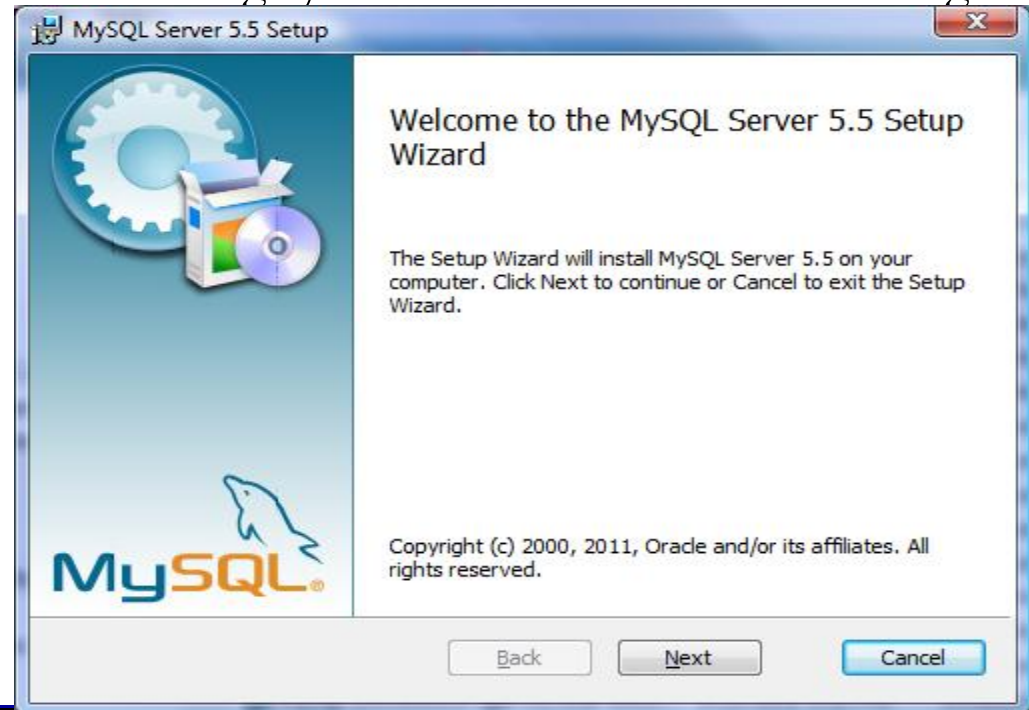 MySQL Server 5.5 Setup
Welcome to the MySQL Server 5.5 Setup
Wizard
The Setup Wizard will install MySQL Server 5.5 on your
computer. Click Next to continue or Cancel to exit the Setup
Wizard.
Copyright (c) 2000, 2011, Oracle and/or its affiliates. All
rights reserved.
MySQL®
Back
Next
Cancel